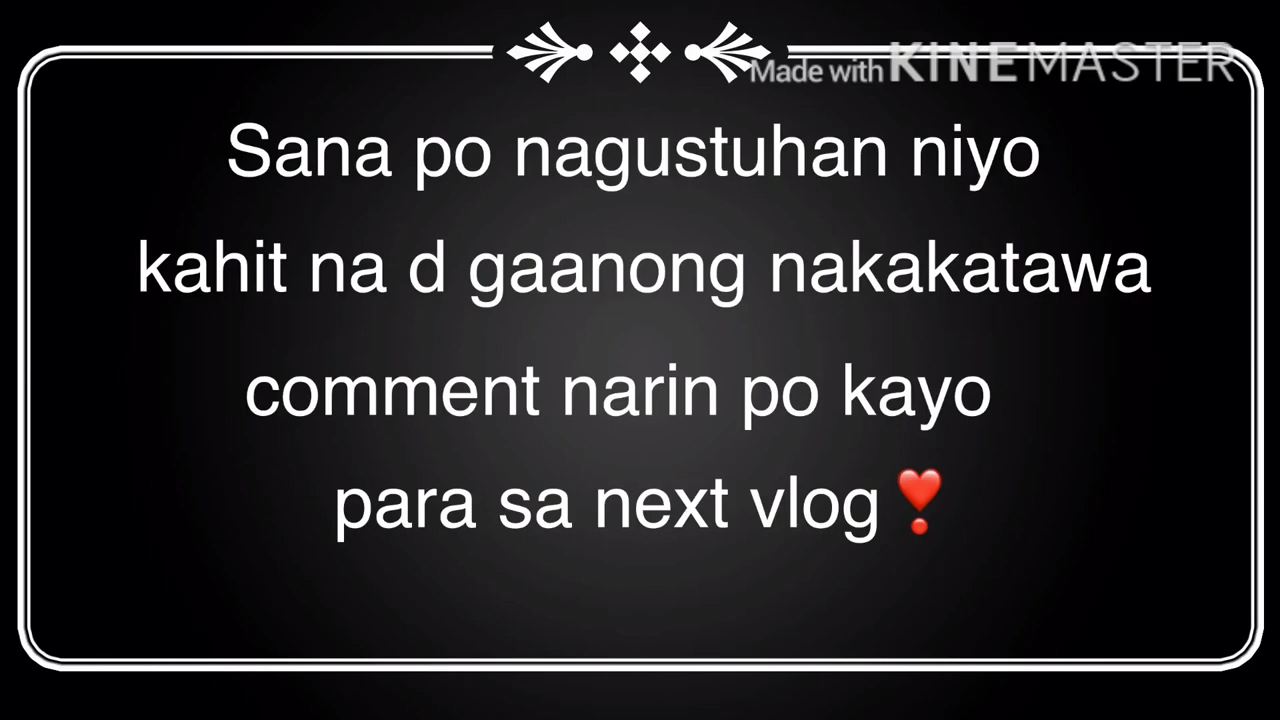 Made with KINEMASTER
Sana po nagustuhan niyo
kahit na d gaanong nakakatawa
comment narin po kayo
para sa next vlog❣️